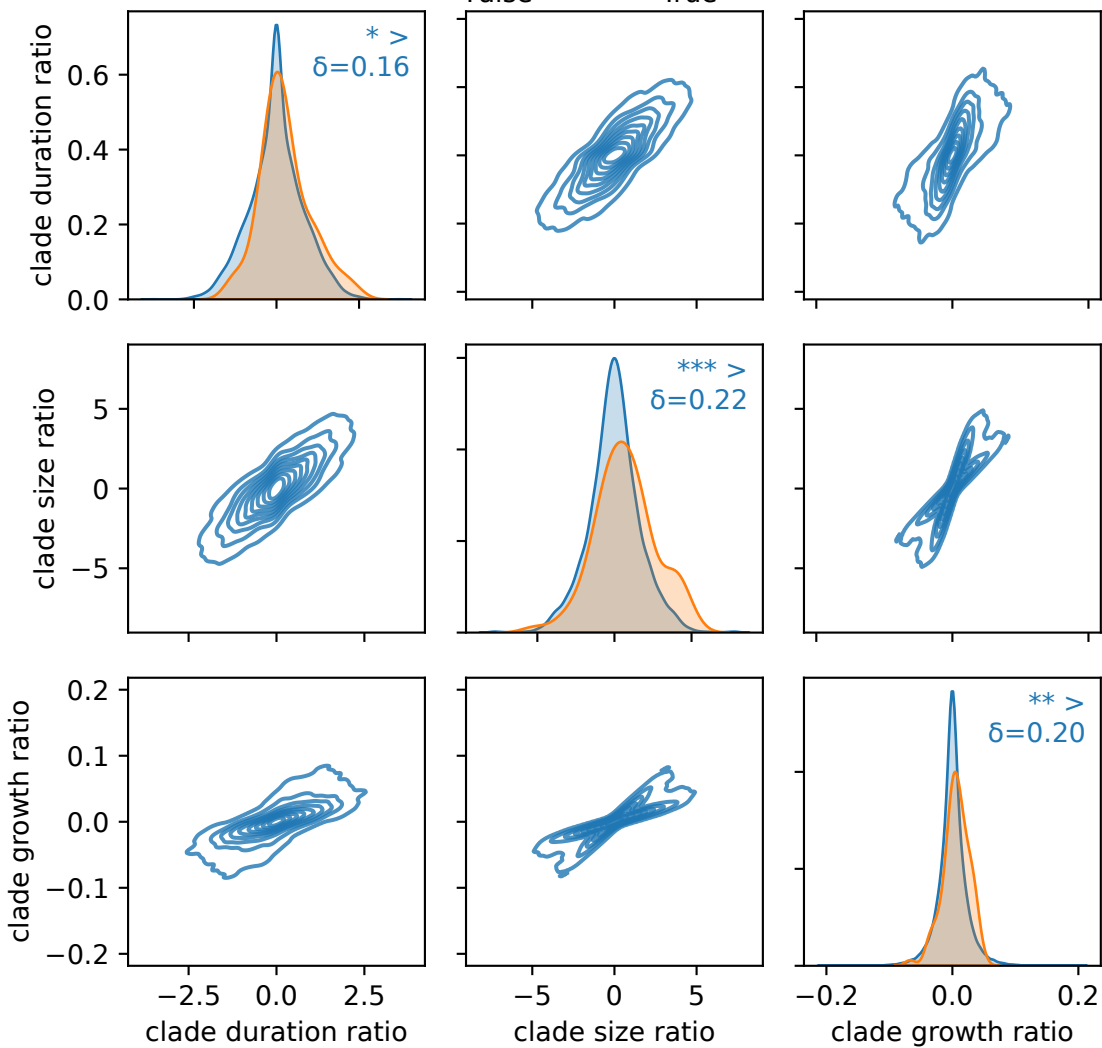 False True
clade duration ratio
0.6
0.4
0.2
0.0
* >
δ=0.16
clade size ratio
5
0
−5
*** >
δ=0.22
clade growth ratio
0.2
0.1
0.0
−0.1
−0.2
** >
δ=0.20
−2.5 0.0 2.5
−5 0 5
−0.2 0.0 0.2
clade duration ratio
clade size ratio
clade growth ratio